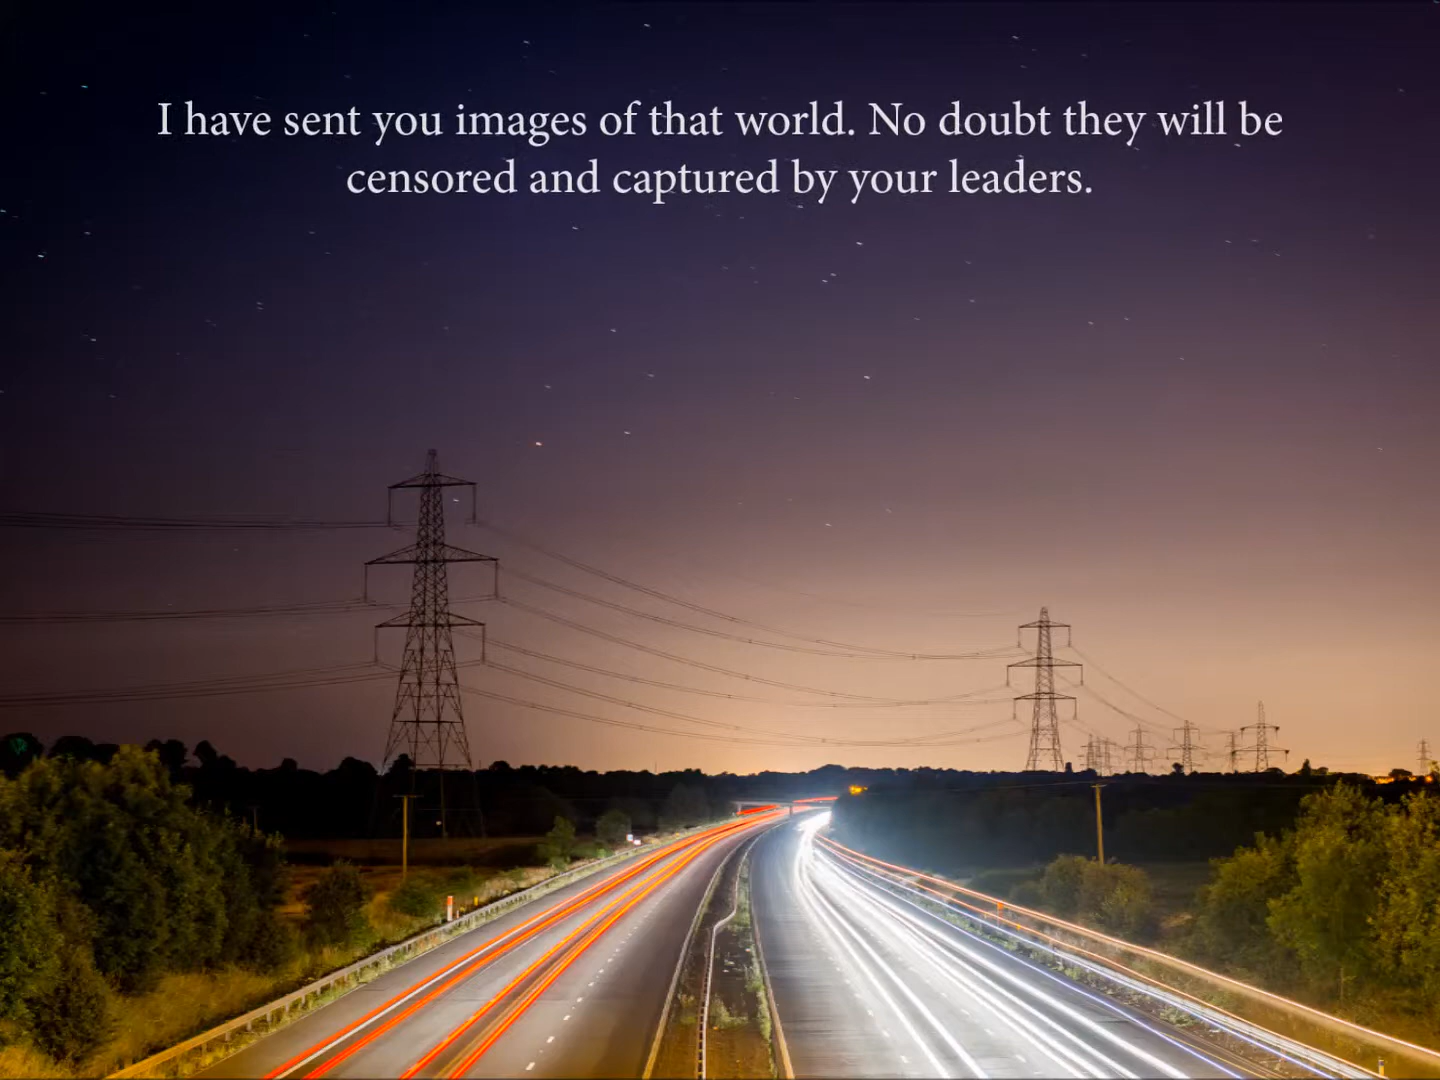 I have sent you images of that world. No doubt they will be
censored and captured by your leaders.